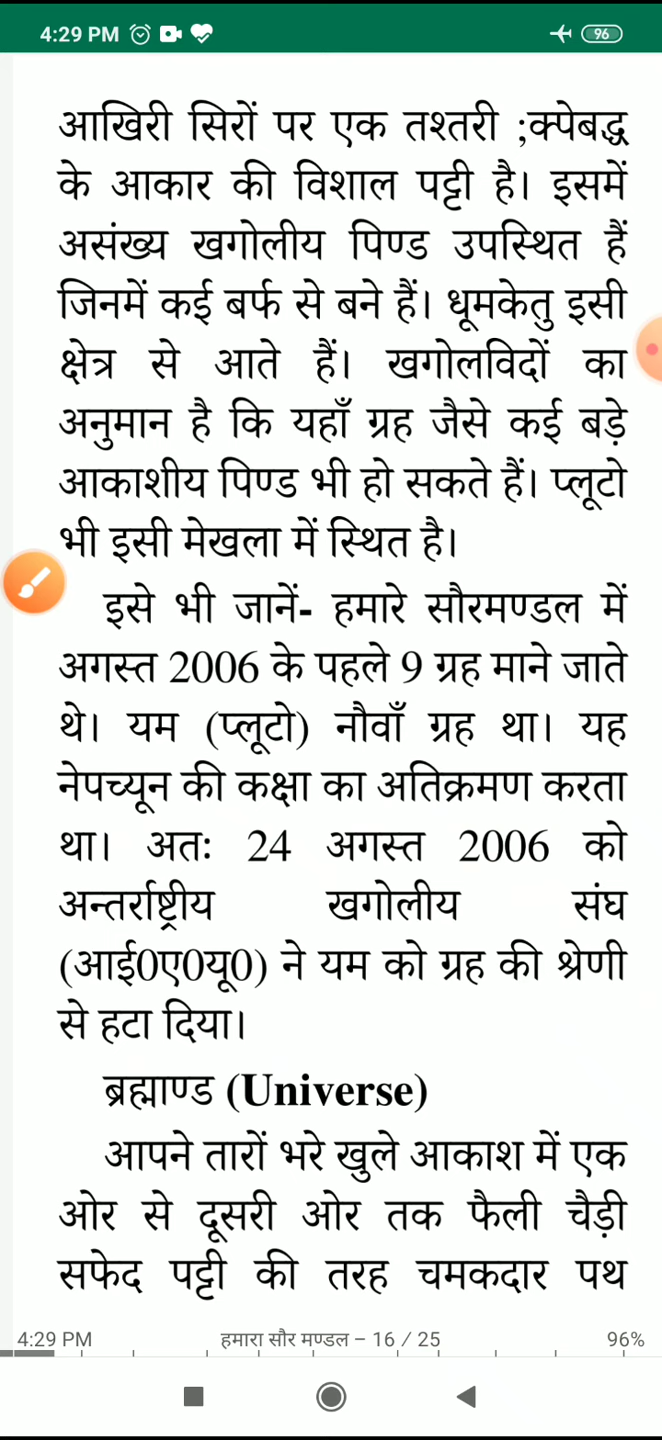 4:29 PM
96
आखिरी सिरों पर एक तश्तरी ;क्पेबद्ध
के आकार की विशाल पट्टी है। इसमें
असंख्य खगोलीय पिण्ड उपस्थित हैं
जिनमें कई बर्फ से बने हैं। धूमकेतु इसी
क्षेत्र से आते हैं। खगोलविदों का
अनुमान है कि यहाँ ग्रह जैसे कई बड़े
आकाशीय पिण्ड भी हो सकते हैं। प्लूटो
भी इसी मेखला में स्थित है।
इसे भी जानें- हमारे सौरमण्डल में
अगस्त 2006 के पहले 9 ग्रह माने जाते
थे। यम (प्लूटो) नौवाँ ग्रह था। यह
नेपच्यून की कक्षा का अतिक्रमण करता
था। अतः 24 अगस्त 2006 को
अन्तर्राष्ट्रीय खगोलीय संघ
(आई0ए0यू0) ने यम को ग्रह की श्रेणी
से हटा दिया।
ब्रह्माण्ड (Universe)
आपने तारों भरे खुले आकाश में एक
ओर से दूसरी ओर तक फैली चैड़ी
सफेद पट्टी की तरह चमकदार पथ
4:29 PM हमारा सौर मण्डल – 16 / 25 96%